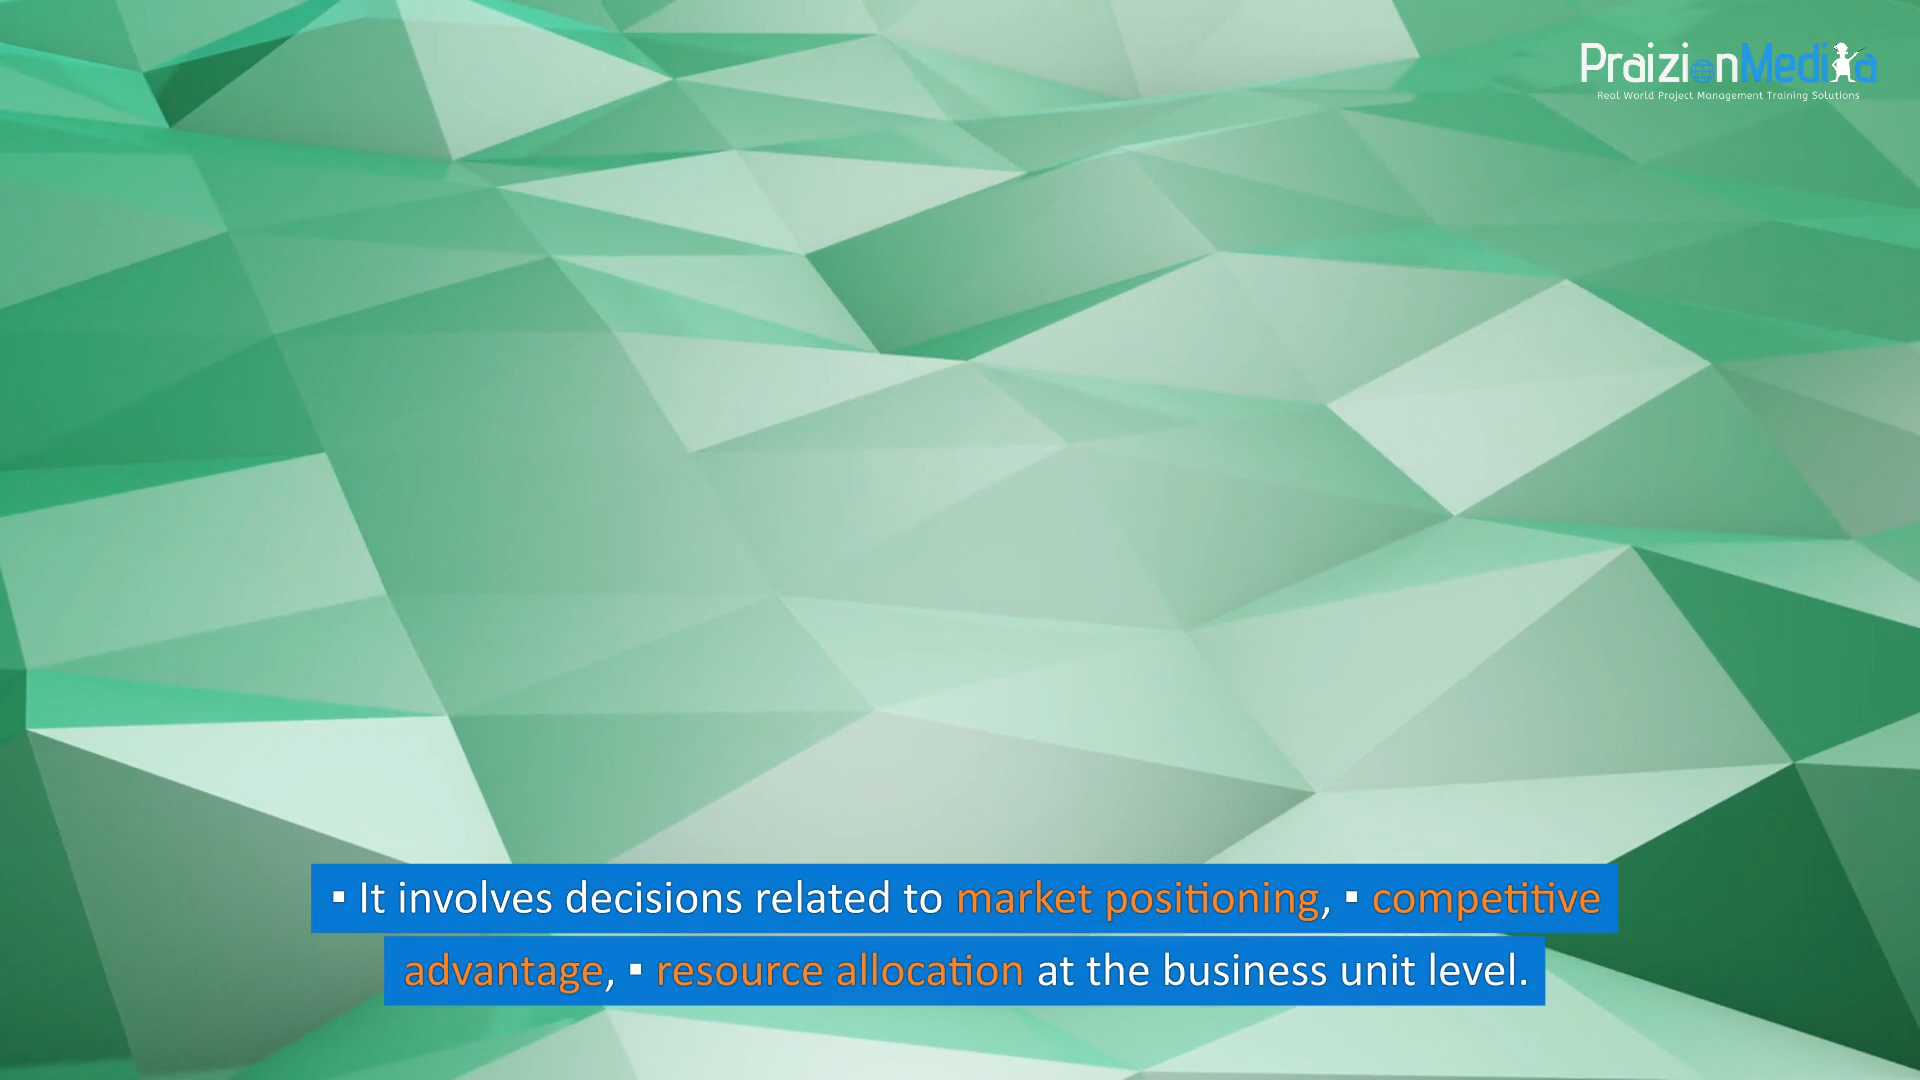 PraizionMedia
Real World Project Management Training Solutions
▪ It involves decisions related to market positioning, ▪ competitive
advantage, ▪ resource allocation at the business unit level.